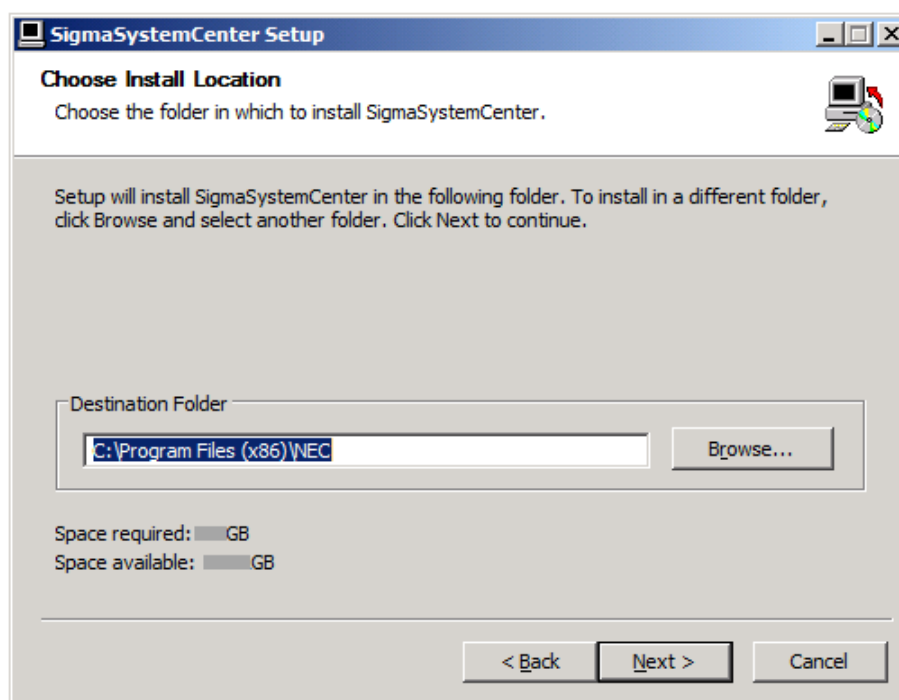 SigmaSystemCenter Setup
Choose Install Location
Choose the folder in which to install SigmaSystemCenter.
Setup will install SigmaSystemCenter in the following folder. To install in a different folder,
click Browse and select another folder. Click Next to continue.
Destination Folder
C:\Program Files (x86)\NEC
Browse...
Space required: GB
Space available: GB
< Back
Next >
Cancel